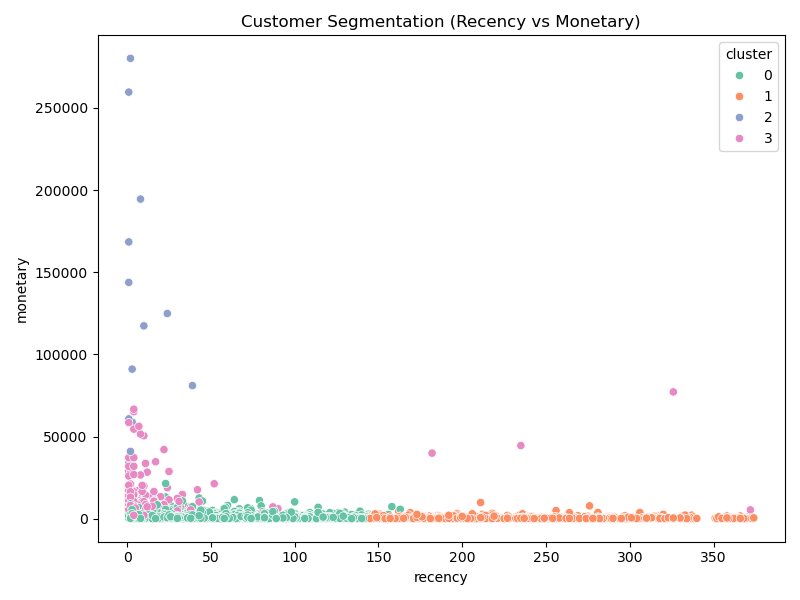 Customer Segmentation (Recency vs Monetary)
cluster
0
1
2
3
250000
200000
150000
100000
50000
0
monetary
0 50 100 150 200 250 300 350
recency